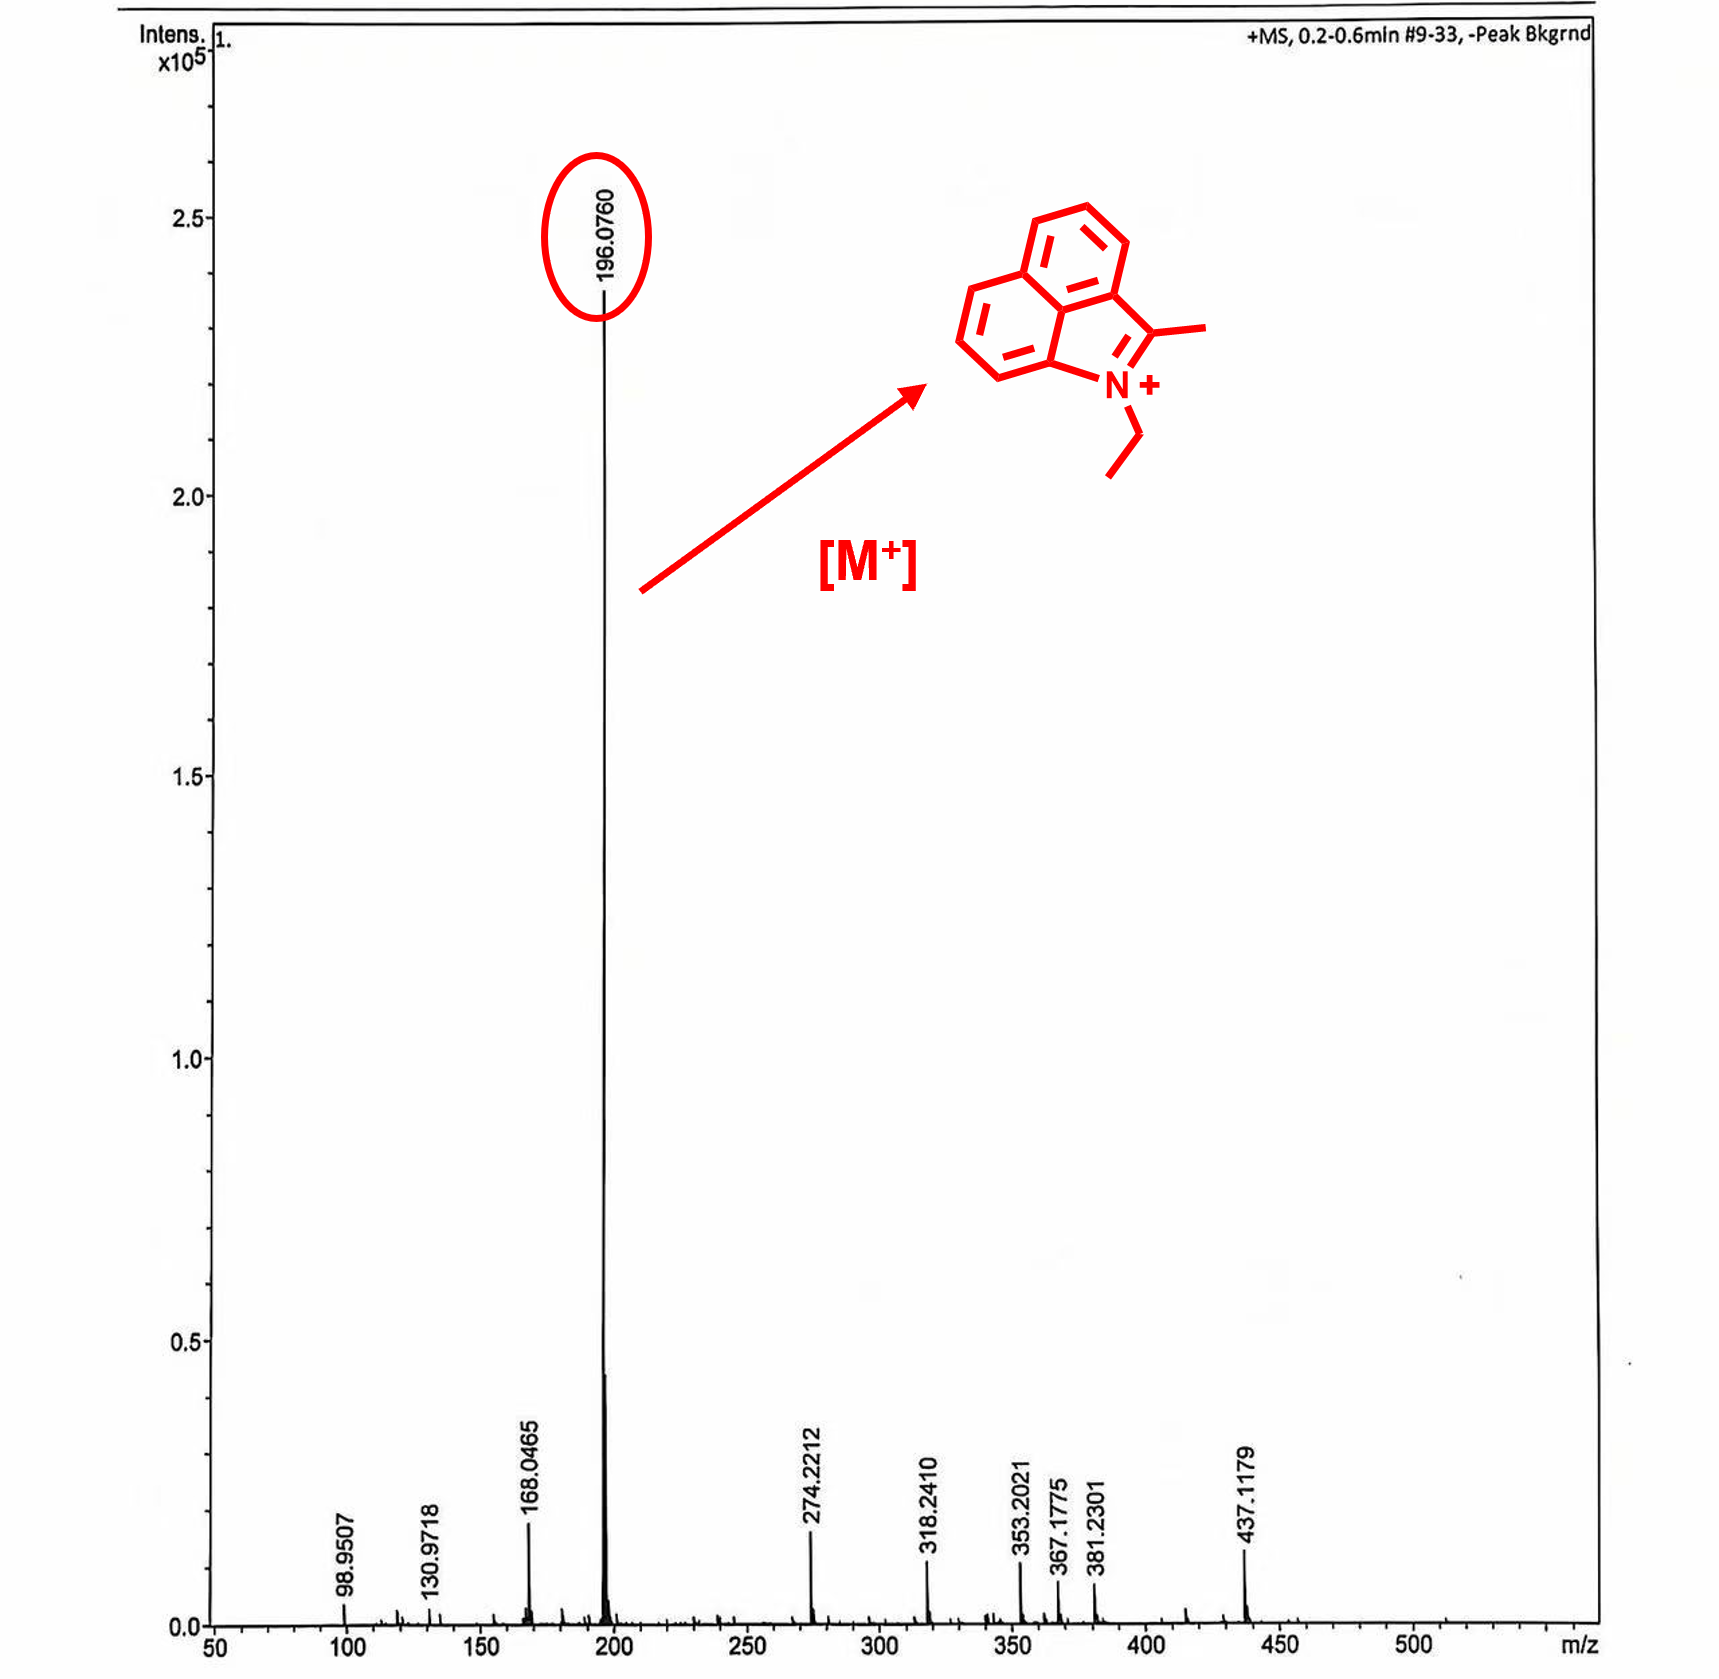 Intens.
x10⁵
1.
+MS, 0.2-0.6min #9-33, -Peak Bkgrnd
196.0760
2.5
N +
2.0
[M⁺]
1.5
1.0
0.5
168.0465
274.2212
437.1179
318.2410
353.2021
367.1775
381.2301
130.9718
98.9507
0.0
50 100 150 200 250 300 350 400 450 500 m/z